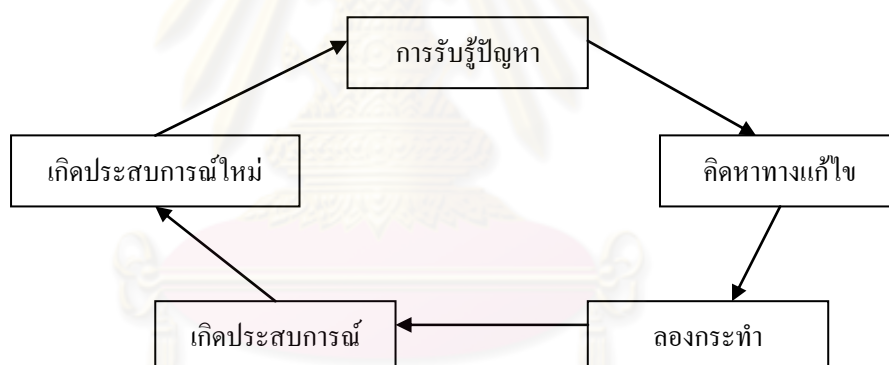 การรับรู้ปัญหา
คิดหาทางแก้ไข
ลองกระทำ
เกิดประสบการณ์
เกิดประสบการณ์ใหม่